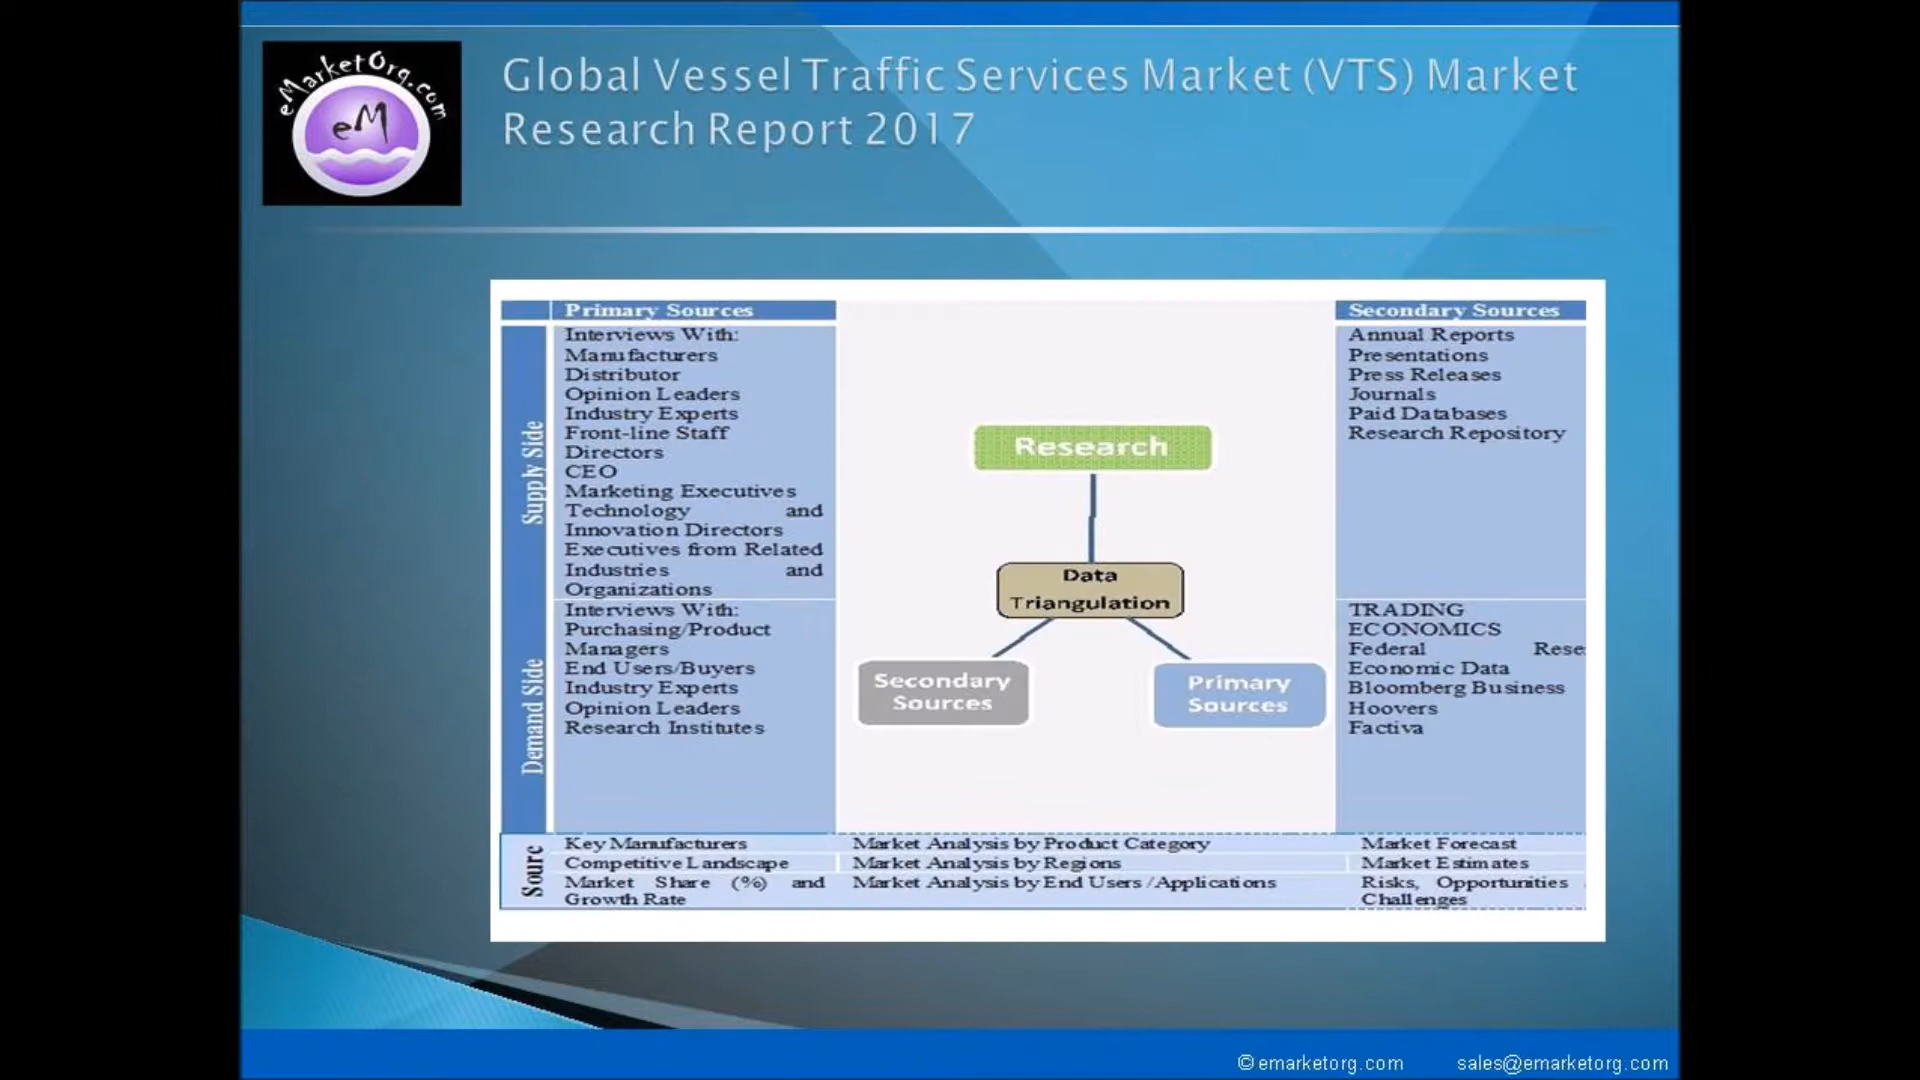 eMarketOrg.com
eM
Global Vessel Traffic Services Market (VTS) Market
Research Report 2017
Primary Sources
Supply Side
Interviews With:
Manufacturers
Distributor
Opinion Leaders
Industry Experts
Front-line Staff
Directors
CEO
Marketing Executives
Technology and
Innovation Directors
Executives from Related
Industries and
Organizations
Demand Side
Interviews With:
Purchasing/Product
Managers
End Users/Buyers
Industry Experts
Opinion Leaders
Research Institutes
Research
Data
Triangulation
Secondary
Sources
Primary
Sources
Secondary Sources
Annual Reports
Presentations
Press Releases
Journals
Paid Databases
Research Repository
TRADING
ECONOMICS
Federal Rese
Economic Data
Bloomberg Business
Hoovers
Factiva
Sourc
Key Manufacturers
Competitive Landscape
Market Share (%) and
Growth Rate
Market Analysis by Product Category
Market Analysis by Regions
Market Analysis by End Users /Applications
Market Forecast
Market Estimates
Risks, Opportunities
Challenges
© emarketorg.com sales@emarketorg.com